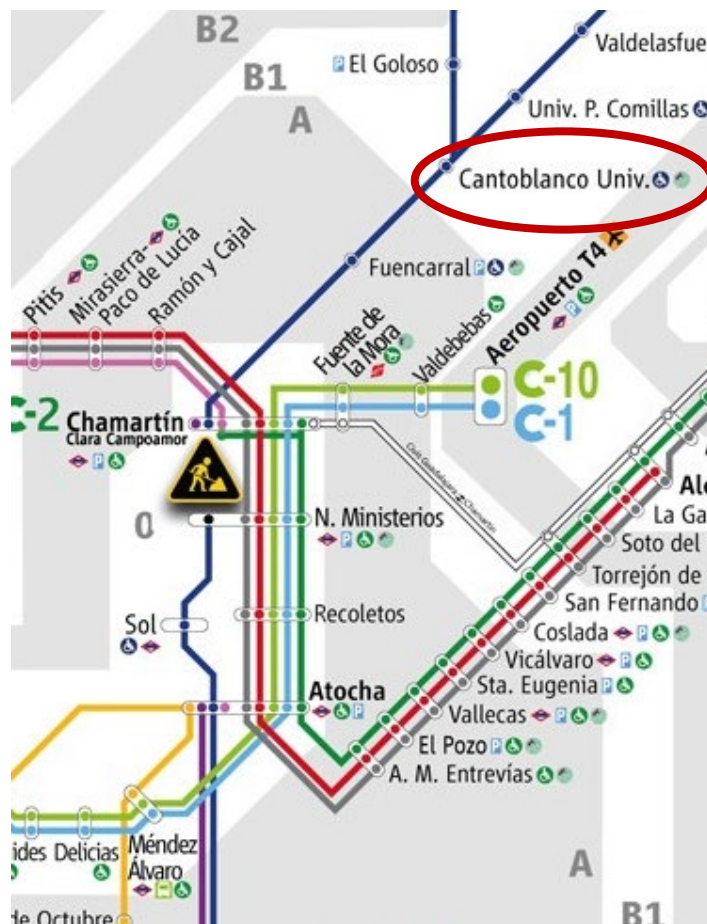 B2
Valdelasfue
El Goloso
B1
Univ. P. Comillas
A
Cantoblanco Univ.
Fuencarral
Pitis
Mirasierra-
Paco de Lucía
Ramón y Cajal
Fuente de
la Mora
Valdebebas
Aeropuerto T4
C-10
C-1
C-2
Chamartín
Clara Campoamor
N. Ministerios
0
Sol
Recoletos
Atocha
Al
La Ga
Soto del
Torrejón de
San Fernando
Coslada
Vicálvaro
Sta. Eugenia
Vallecas
El Pozo
A. M. Entrevías
ides
Delicias
Méndez
Álvaro
A
de Octubre
B1